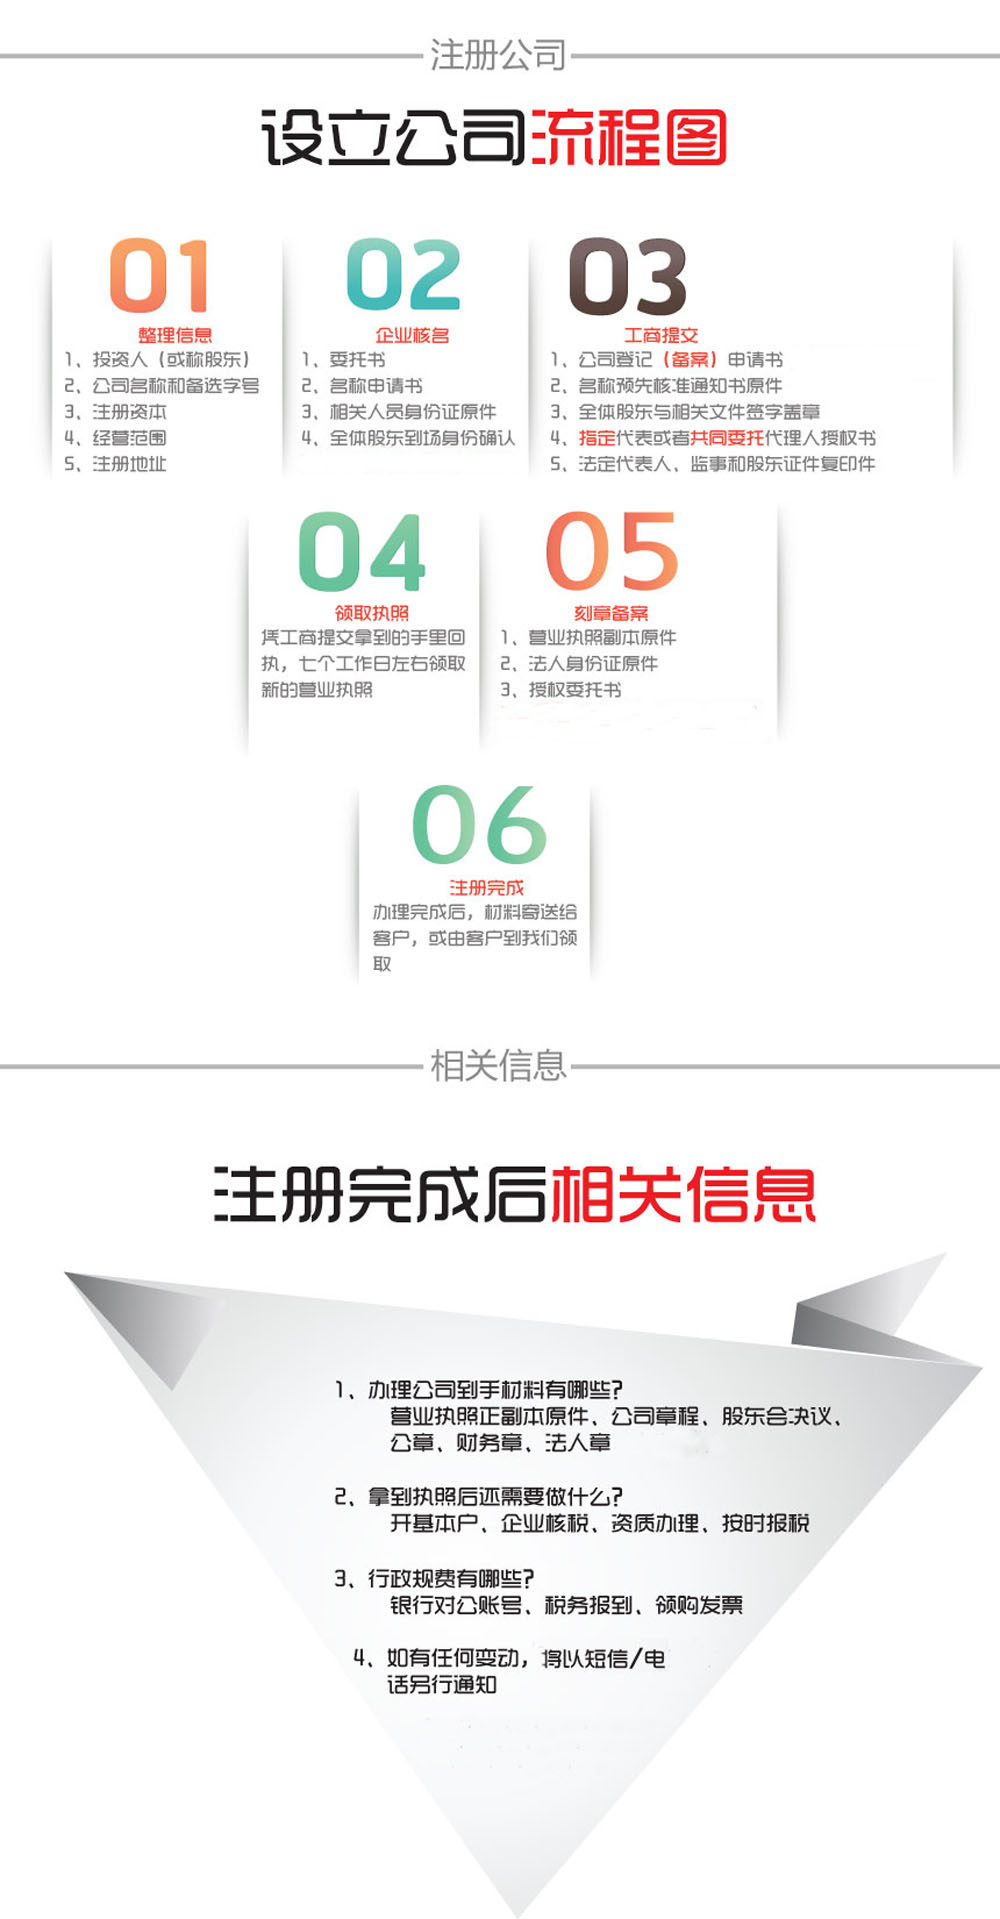 注册公司
设立公司流程图
01
整理信息
1、投资人（或称股东）
2、公司名称和备选字号
3、注册资本
4、经营范围
5、注册地址
02
企业核名
1、委托书
2、名称申请书
3、相关人员身份证原件
4、全体股东到场身份确认
03
工商提交
1、公司登记（备案）申请书
2、名称预先核准通知书原件
3、全体股东与相关文件签字盖章
4、指定代表或者共同委托代理人授权书
5、法定代表人、监事和股东证件复印件
04
领取执照
凭工商提交拿到的手里回
执，七个工作日左右领取
新的营业执照
05
刻章备案
1、营业执照副本原件
2、法人身份证原件
3、授权委托书
06
注册完成
办理完成后，材料寄送给
客户，或由客户到我们领
取
相关信息
注册完成后相关信息
1、办理公司到手材料有哪些?
营业执照正副本原件、公司章程、股东会决议、
公章、财务章、法人章
2、拿到执照后还需要做什么?
开基本户、企业核税、资质办理、按时报税
3、行政规费有哪些?
银行对公账号、税务报到、领购发票
4、如有任何变动，将以短信/电
话另行通知